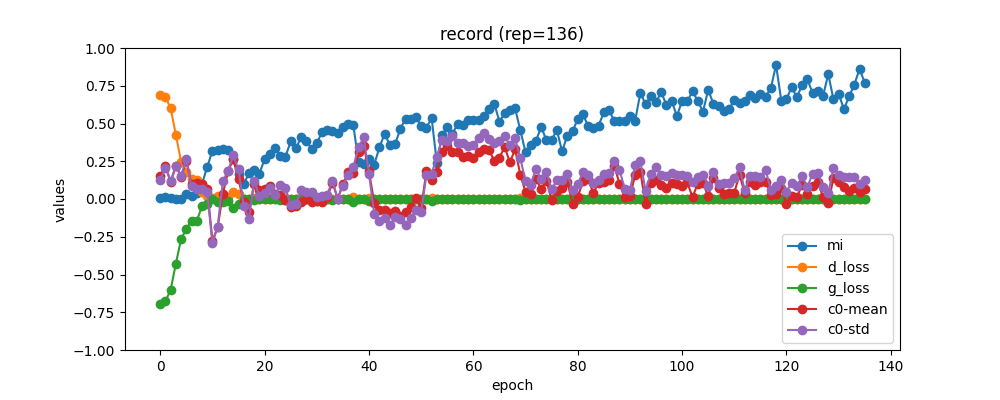 record (rep=136)
1.00
0.75
0.50
0.25
0.00
−0.25
−0.50
−0.75
−1.00
values
0 20 40 60 80 100 120 140
epoch
mi
d_loss
g_loss
c0-mean
c0-std